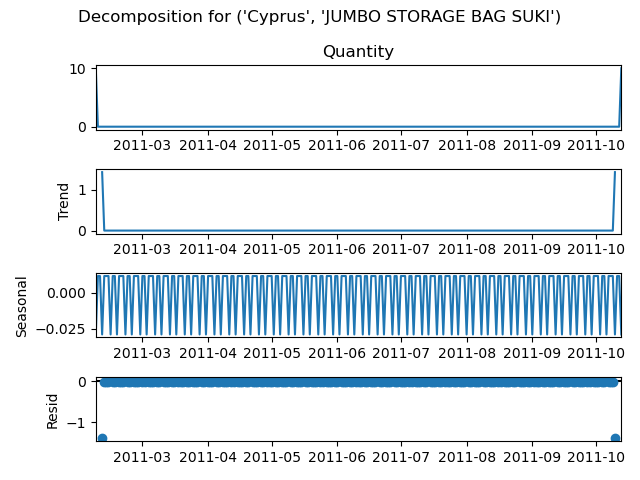 Decomposition for ('Cyprus', 'JUMBO STORAGE BAG SUKI')
Quantity
10
0
2011-03 2011-04 2011-05 2011-06 2011-07 2011-08 2011-09 2011-10
Trend
1
0
2011-03 2011-04 2011-05 2011-06 2011-07 2011-08 2011-09 2011-10
Seasonal
0.000
−0.025
2011-03 2011-04 2011-05 2011-06 2011-07 2011-08 2011-09 2011-10
Resid
0
−1
2011-03 2011-04 2011-05 2011-06 2011-07 2011-08 2011-09 2011-10